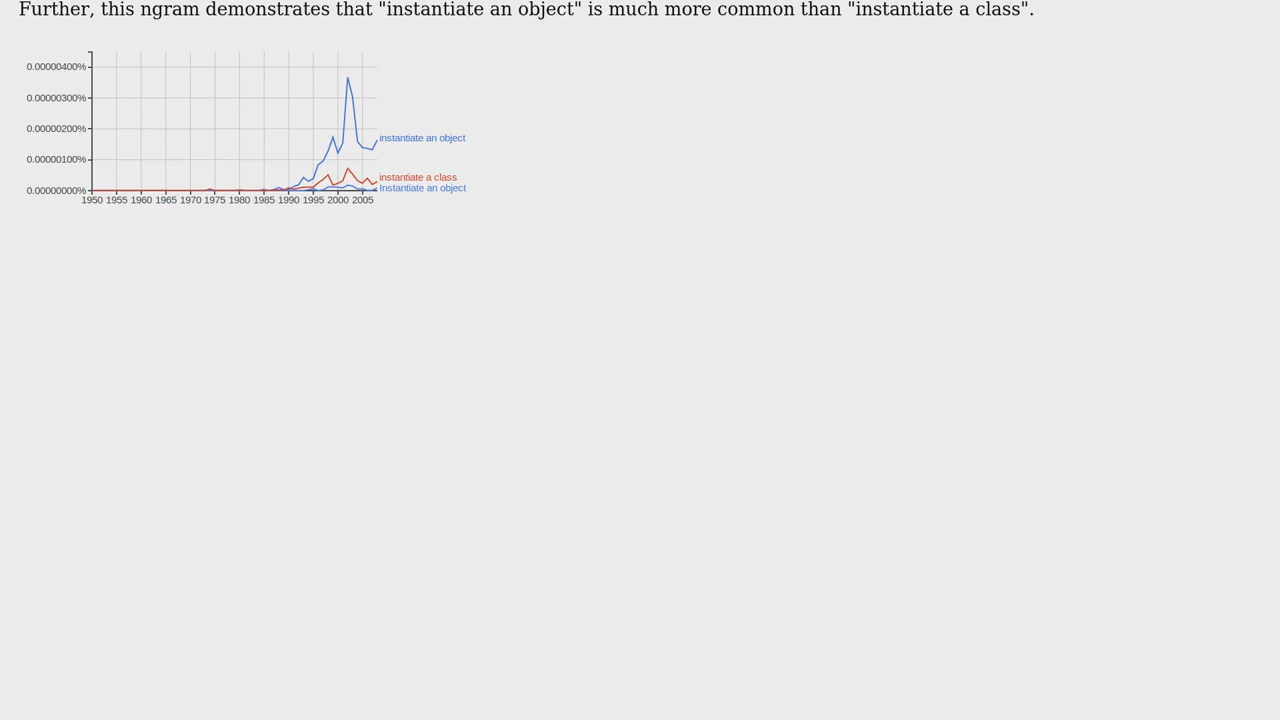 Further, this ngram demonstrates that "instantiate an object" is much more common than "instantiate a class".
0.00000400%
0.00000300%
0.00000200%
instantiate an object
0.00000100%
instantiate a class
Instantiate an object
0.00000000%
1950 1955 1960 1965 1970 1975 1980 1985 1990 1995 2000 2005